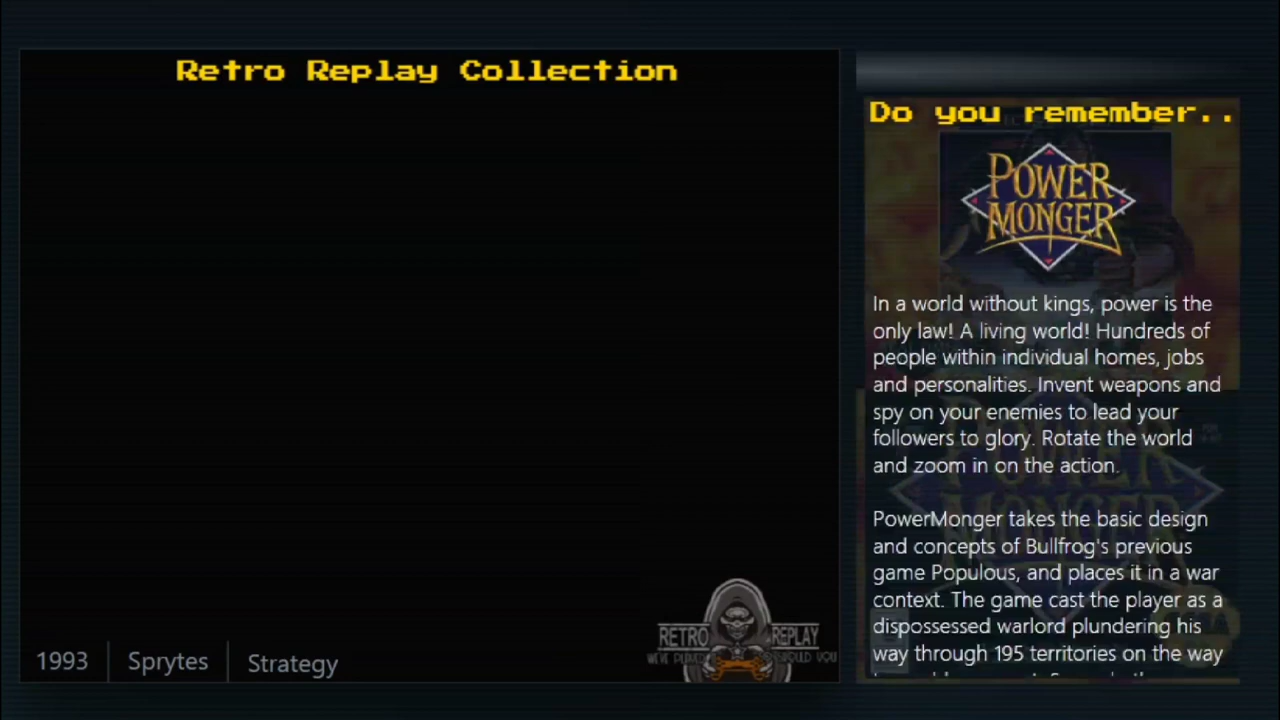 Retro Replay Collection
Do you remember..
POWER
MONGER
In a world without kings, power is the
only law! A living world! Hundreds of
people within individual homes, jobs
and personalities. Invent weapons and
spy on your enemies to lead your
followers to glory. Rotate the world
and zoom in on the action.
PowerMonger takes the basic design
and concepts of Bullfrog's previous
game Populous, and places it in a war
context. The game cast the player as a
dispossessed warlord plundering his
way through 195 territories on the way
RETRO REPLAY
1993
Sprytes
Strategy